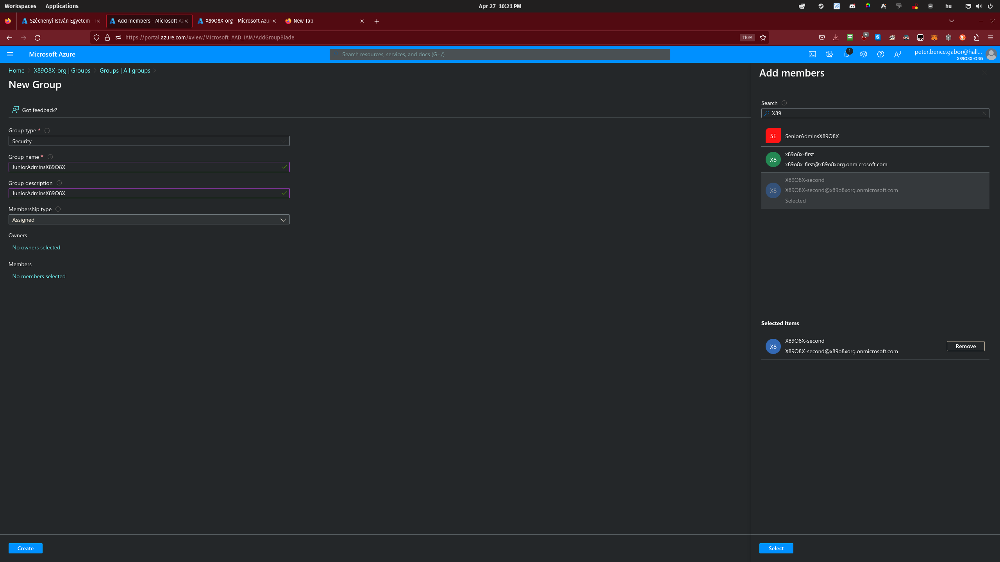 Workspaces Applications Apr 27 10:21 PM hu
Széchenyi István Egyetem - Add members - Microsoft Az X89O8X-org - Microsoft Azur New Tab
https://portal.azure.com/#view/Microsoft_AAD_IAM/AddGroupBlade 110% 4
Microsoft Azure Search resources, services, and docs (G+/) 1 peter.bence.gabor@hall...
X89O8X-ORG
Home X89O8X-org | Groups Groups | All groups
New Group
Got feedback?
Group type *
Security
Group name *
JuniorAdminsX89O8X
Group description
JuniorAdminsX89O8X
Membership type
Assigned
Owners
No owners selected
Members
No members selected
Create
Add members
Search
X89
SE SeniorAdminsX89O8X
X8 x89o8x-first
x89o8x-first@x89o8xorg.onmicrosoft.com
X8 X89O8X-second
X89O8X-second@x89o8xorg.onmicrosoft.com
Selected
Selected items
X8 X89O8X-second
X89O8X-second@x89o8xorg.onmicrosoft.com
Remove
Select